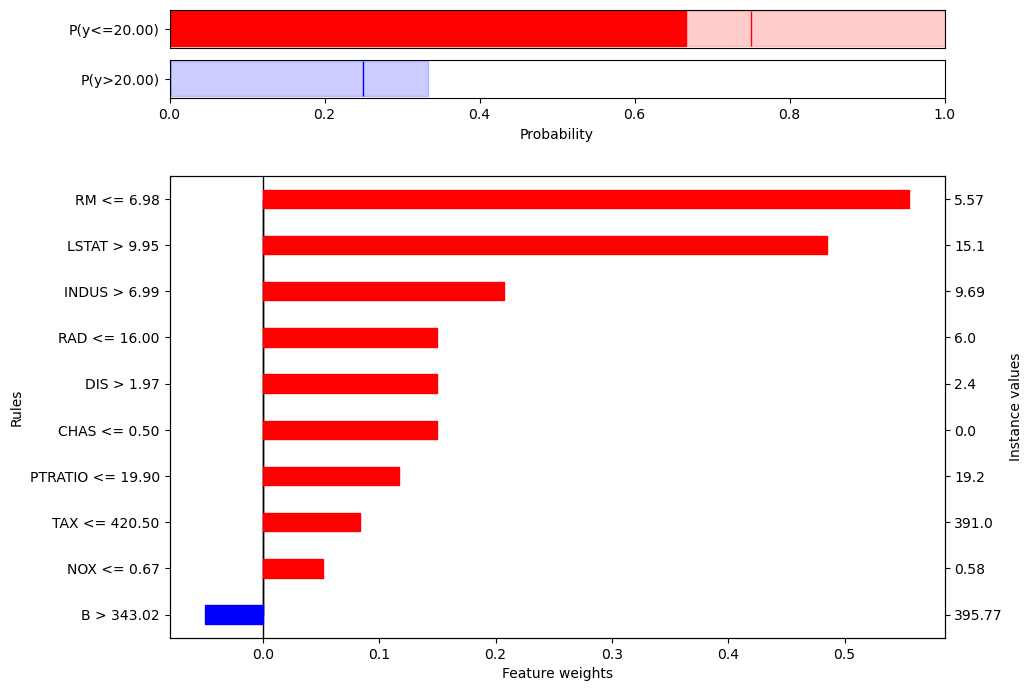 P(y<=20.00)
P(y>20.00)
0.0 0.2 0.4 0.6 0.8 1.0
Probability
RM <= 6.98 5.57
LSTAT > 9.95 15.1
INDUS > 6.99 9.69
RAD <= 16.00 6.0
DIS > 1.97 2.4
CHAS <= 0.50 0.0
PTRATIO <= 19.90 19.2
TAX <= 420.50 391.0
NOX <= 0.67 0.58
B > 343.02 395.77
Rules
Instance values
0.0 0.1 0.2 0.3 0.4 0.5
Feature weights